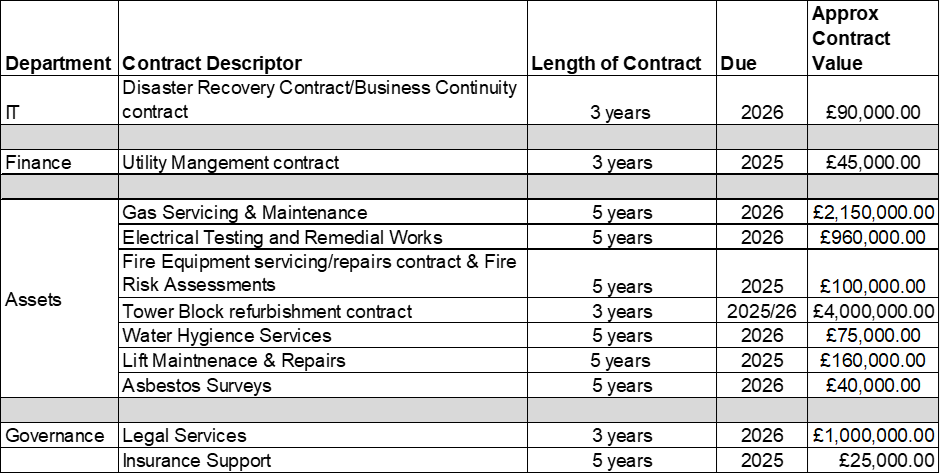 Department Contract Descriptor Length of Contract Due Approx Contract Value
IT Disaster Recovery Contract/Business Continuity contract 3 years 2026 £90,000.00
Finance Utility Mangement contract 3 years 2025 £45,000.00
Assets
Gas Servicing & Maintenance 5 years 2026 £2,150,000.00
Electrical Testing and Remedial Works 5 years 2026 £960,000.00
Fire Equipment servicing/repairs contract & Fire Risk Assessments 5 years 2025 £100,000.00
Tower Block refurbishment contract 3 years 2025/26 £4,000,000.00
Water Hygience Services 5 years 2026 £75,000.00
Lift Maintnenace & Repairs 5 years 2025 £160,000.00
Asbestos Surveys 5 years 2026 £40,000.00
Governance Legal Services 3 years 2026 £1,000,000.00
Insurance Support 5 years 2025 £25,000.00